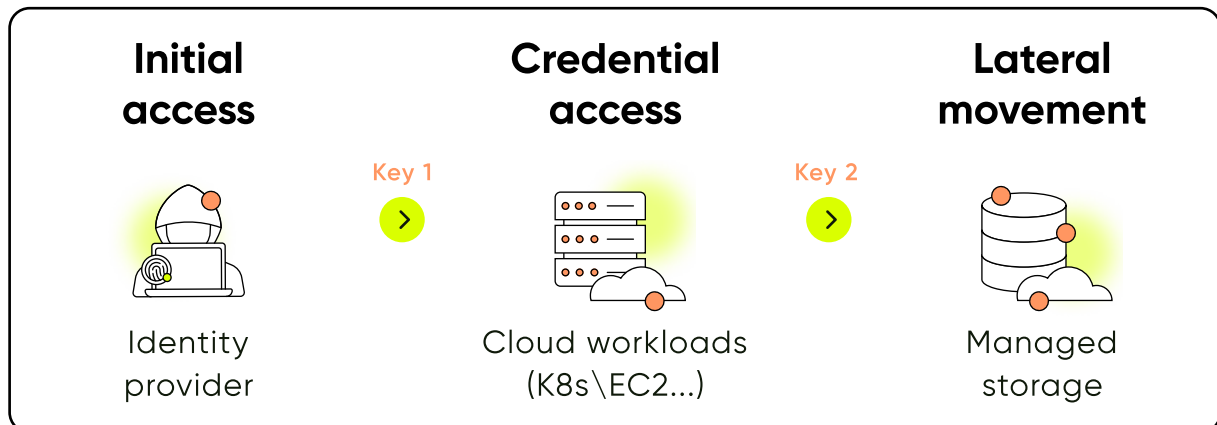 Initial
access
Credential
access
Lateral
movement
Key 1
Key 2
Identity
provider
Cloud workloads
(K8s\EC2...)
Managed
storage